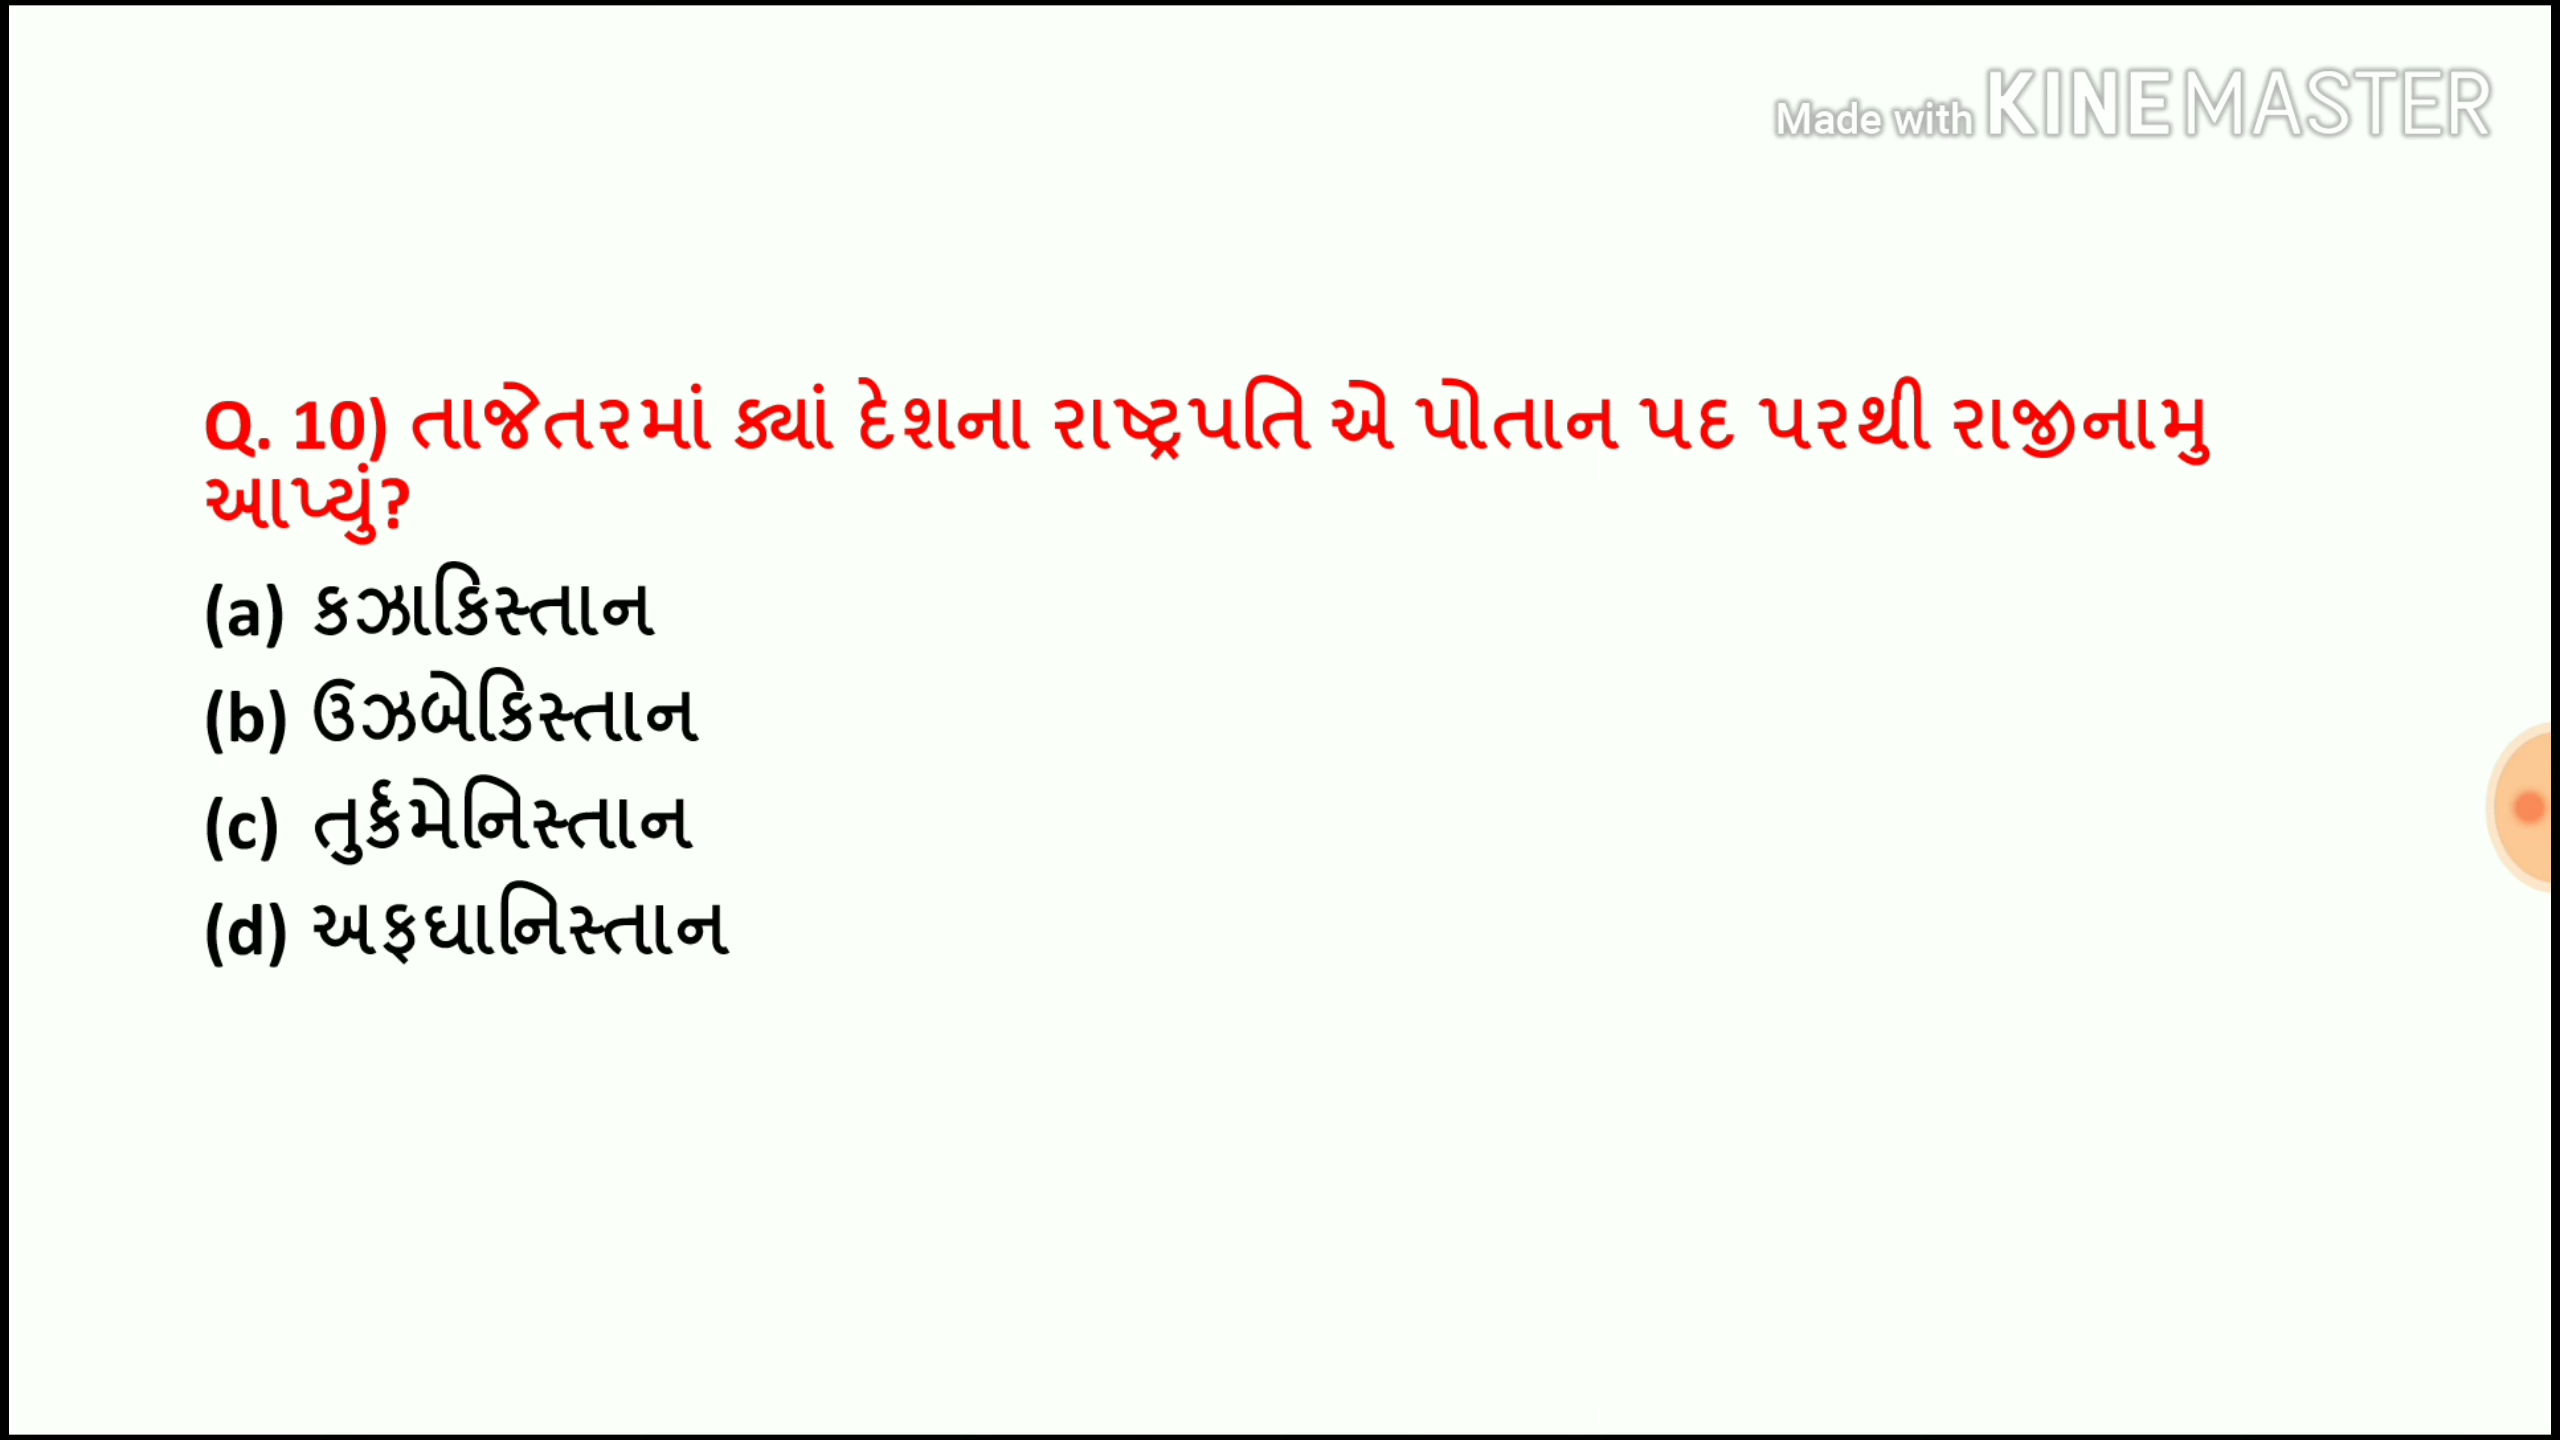 Made with KINEMASTER
Q. 10) તાજેતરમાં ક્યાં દેશના રાષ્ટ્રપતિ એ પોતાન પદ પરથી રાજીનામુ
આપ્યું?
(a) કઝાકિસ્તાન
(b) ઉઝબેકિસ્તાન
(c) તુર્કમેનિસ્તાન
(d) અફઘાનિસ્તાન